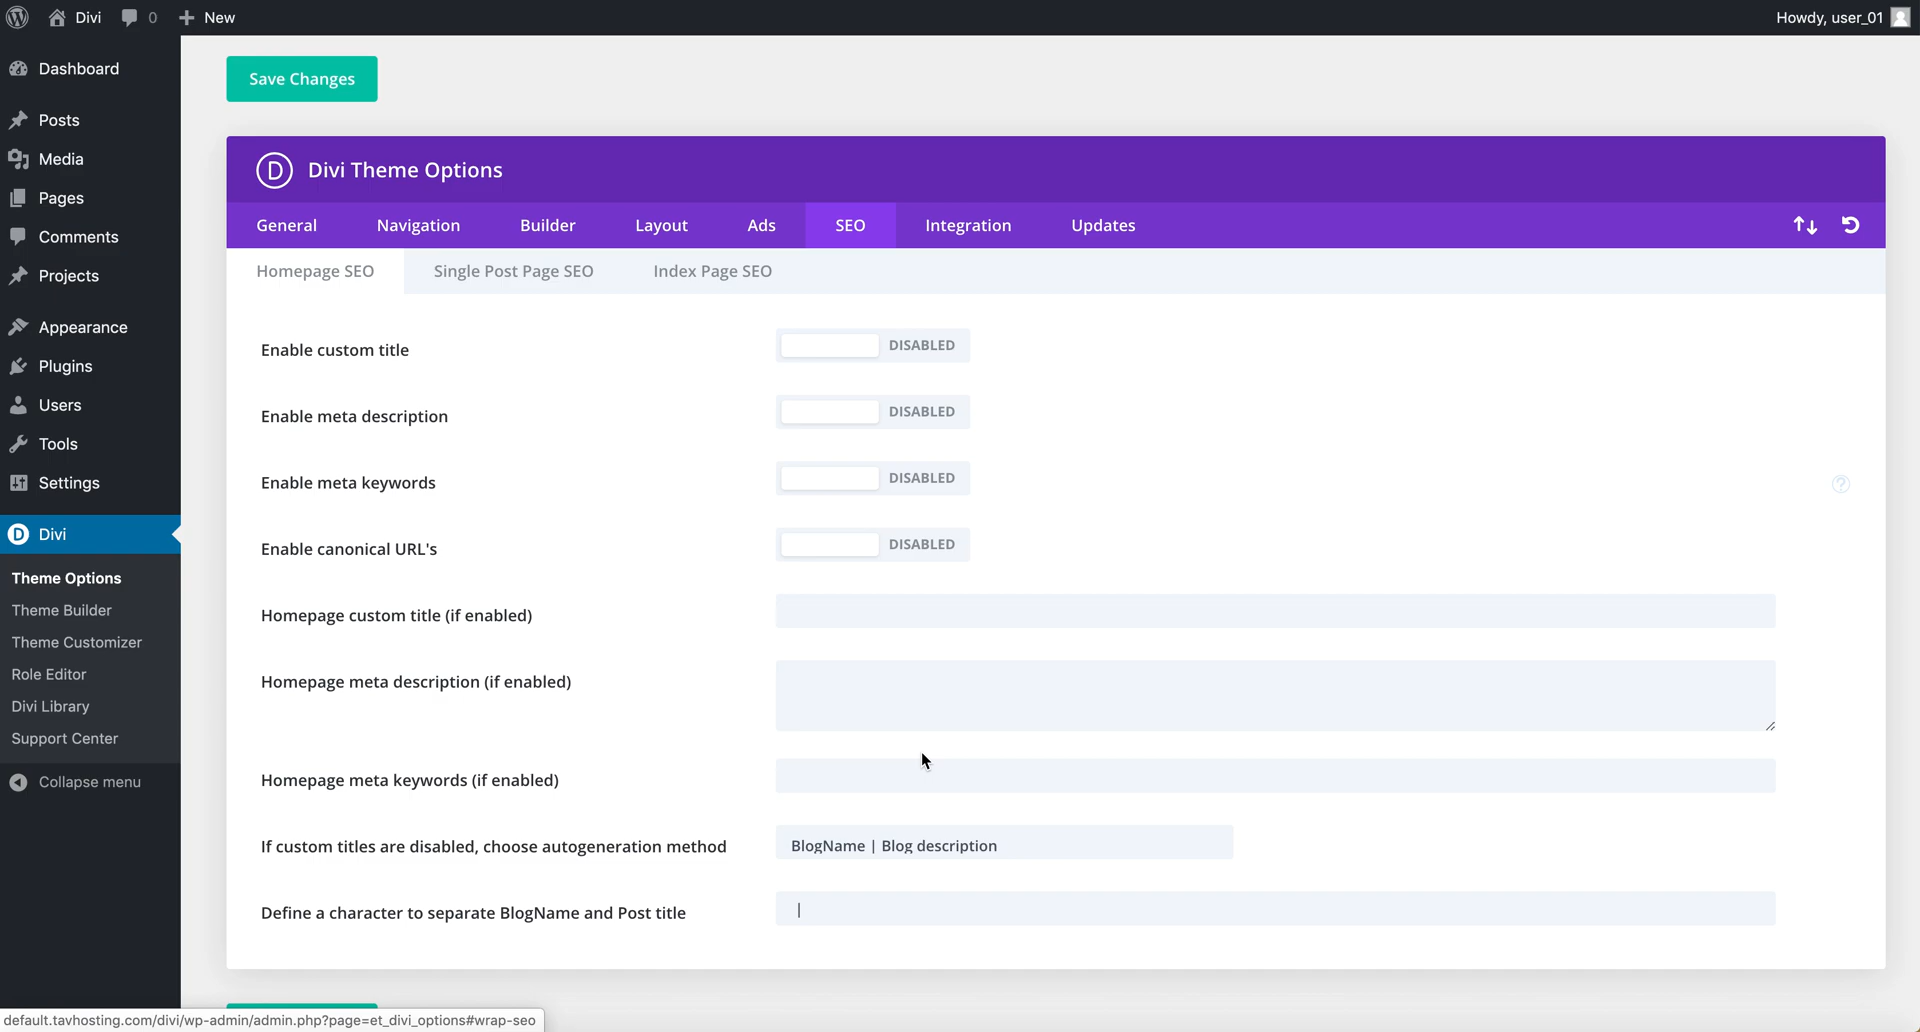 Divi
0
New
Howdy, user_01
Dashboard
Posts
Media
Pages
Comments
Projects
Appearance
Plugins
Users
Tools
Settings
D Divi
Theme Options
Theme Builder
Theme Customizer
Role Editor
Divi Library
Support Center
Collapse menu
Save Changes
D Divi Theme Options
General Navigation Builder Layout Ads SEO Integration Updates
Homepage SEO Single Post Page SEO Index Page SEO
Enable custom title DISABLED
Enable meta description DISABLED
Enable meta keywords DISABLED ?
Enable canonical URL's DISABLED
Homepage custom title (if enabled)
Homepage meta description (if enabled)
Homepage meta keywords (if enabled)
If custom titles are disabled, choose autogeneration method BlogName | Blog description
Define a character to separate BlogName and Post title |
default.tavhosting.com/divi/wp-admin/admin.php?page=et_divi_options#wrap-seo